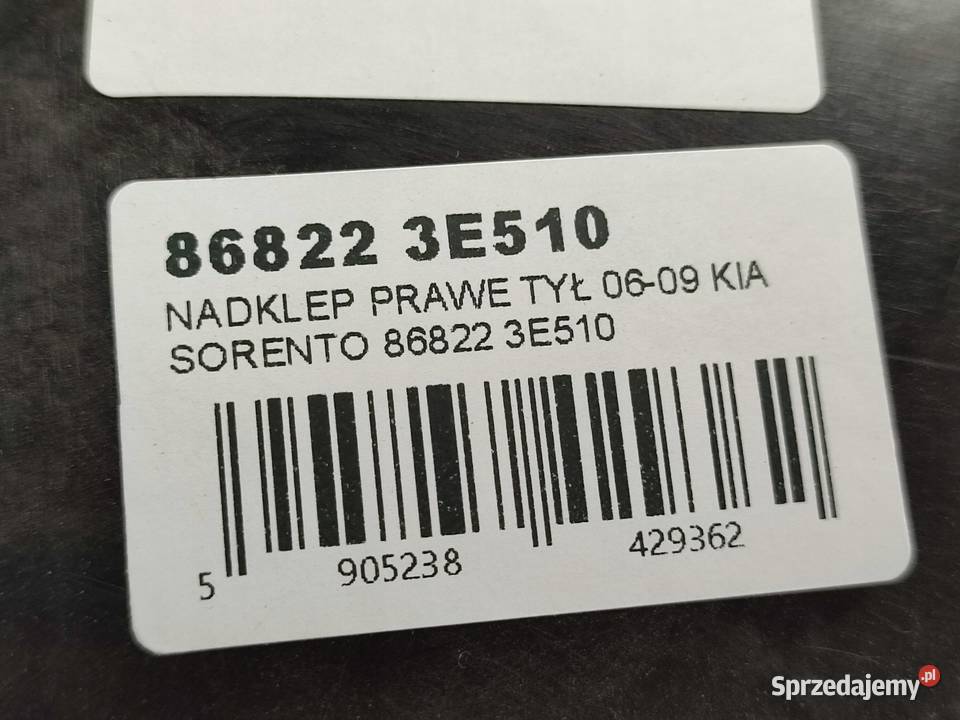 86822 3E510
NADKLEP PRAWE TYŁ 06-09 KIA
SORENTO 86822 3E510
5 905238 429362
Sprzedajemy.pl